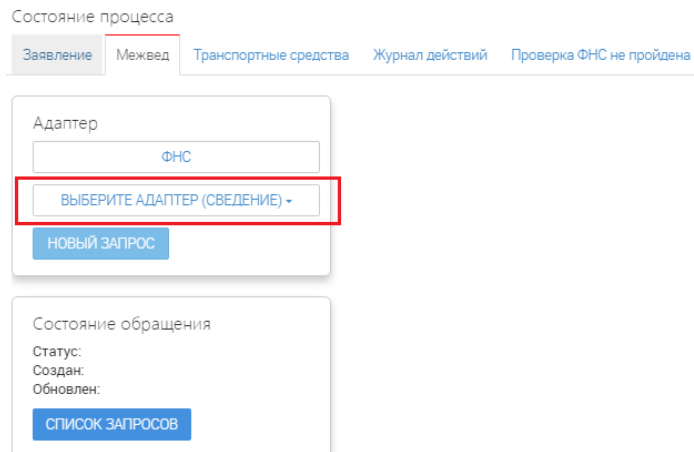 Состояние процесса
Заявление Межвед Транспортные средства Журнал действий Проверка ФНС не пройдена
Адаптер
ФНС
ВЫБЕРИТЕ АДАПТЕР (СВЕДЕНИЕ)
НОВЫЙ ЗАПРОС
Состояние обращения
Статус:
Создан:
Обновлен:
СПИСОК ЗАПРОСОВ